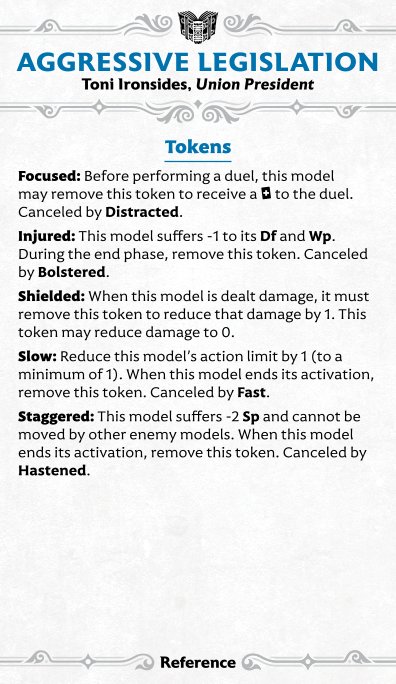 AGGRESSIVE LEGISLATION
Toni Ironsides, Union President
Tokens
Focused: Before performing a duel, this model
may remove this token to receive a + to the duel.
Canceled by Distracted.
Injured: This model suffers -1 to its Df and Wp.
During the end phase, remove this token. Canceled
by Bolstered.
Shielded: When this model is dealt damage, it must
remove this token to reduce that damage by 1. This
token may reduce damage to 0.
Slow: Reduce this model’s action limit by 1 (to a
minimum of 1). When this model ends its activation,
remove this token. Canceled by Fast.
Staggered: This model suffers -2 Sp and cannot be
moved by other enemy models. When this model
ends its activation, remove this token. Canceled by
Hastened.
Reference